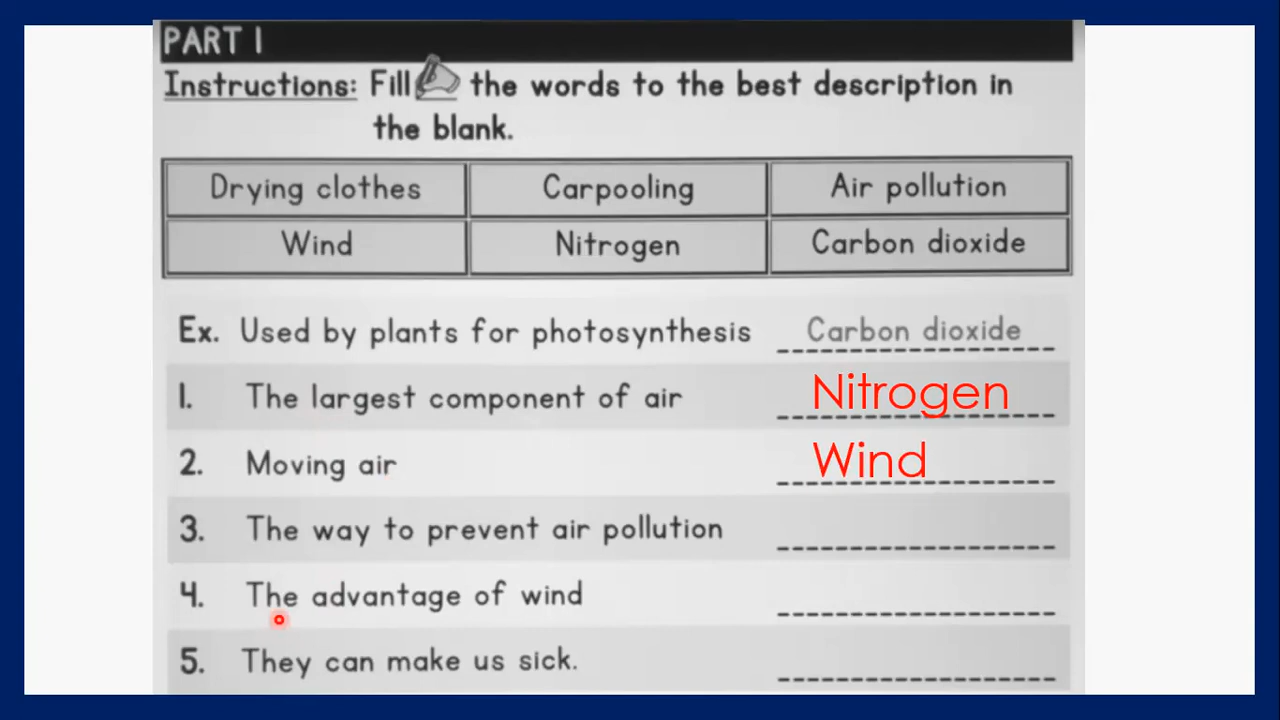 PART 1
Instructions: Fill the words to the best description in
the blank.
Drying clothes Carpooling Air pollution
Wind Nitrogen Carbon dioxide
Ex. Used by plants for photosynthesis Carbon dioxide
1. The largest component of air Nitrogen
2. Moving air Wind
3. The way to prevent air pollution
4. The advantage of wind
5. They can make us sick.